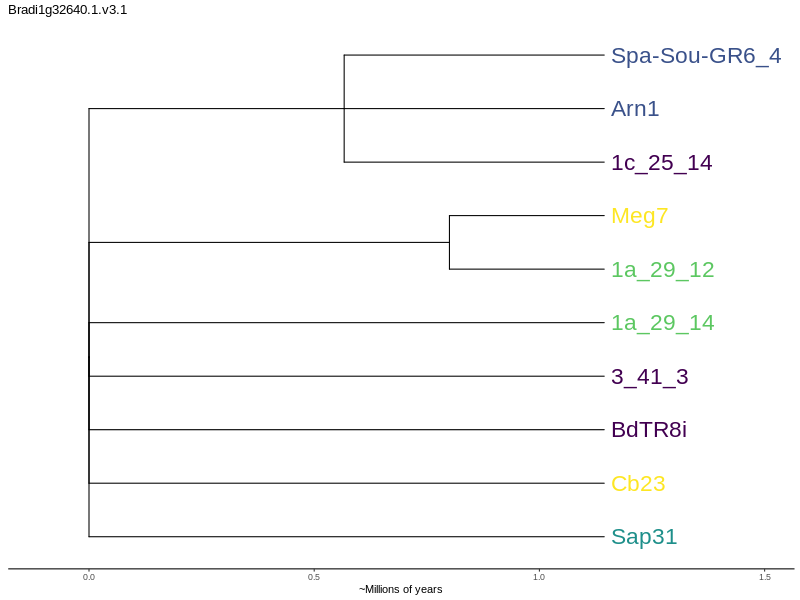 Bradi1g32640.1.v3.1
Spa-Sou-GR6_4
Arn1
1c_25_14
Meg7
1a_29_12
1a_29_14
3_41_3
BdTR8i
Cb23
Sap31
0.0 0.5 1.0 1.5
~Millions of years